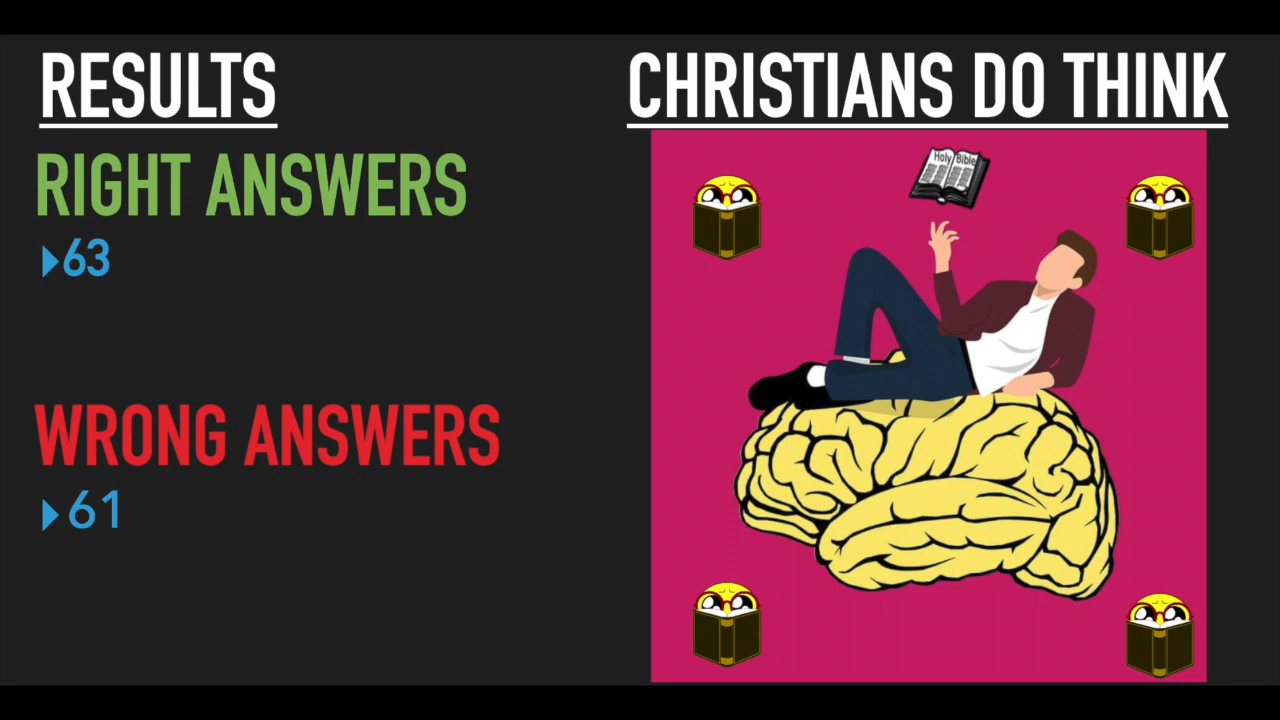 RESULTS
RIGHT ANSWERS
63
WRONG ANSWERS
61
CHRISTIANS DO THINK
Holy Bible